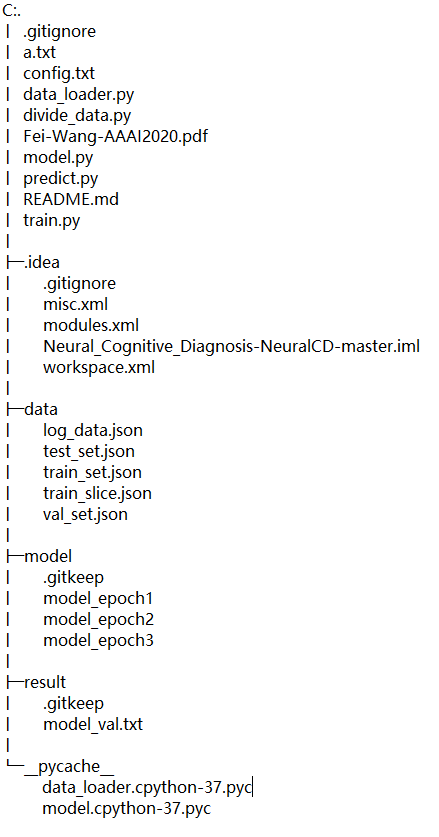 C:.
│  .gitignore
│  a.txt
│  config.txt
│  data_loader.py
│  divide_data.py
│  Fei-Wang-AAAI2020.pdf
│  model.py
│  predict.py
│  README.md
│  train.py
│
├─.idea
│      .gitignore
│      misc.xml
│      modules.xml
│      Neural_Cognitive_Diagnosis-NeuralCD-master.iml
│      workspace.xml
│
├─data
│      log_data.json
│      test_set.json
│      train_set.json
│      train_slice.json
│      val_set.json
│
├─model
│      .gitkeep
│      model_epoch1
│      model_epoch2
│      model_epoch3
│
├─result
│      .gitkeep
│      model_val.txt
│
└─__pycache__
       data_loader.cpython-37.pyc
       model.cpython-37.pyc